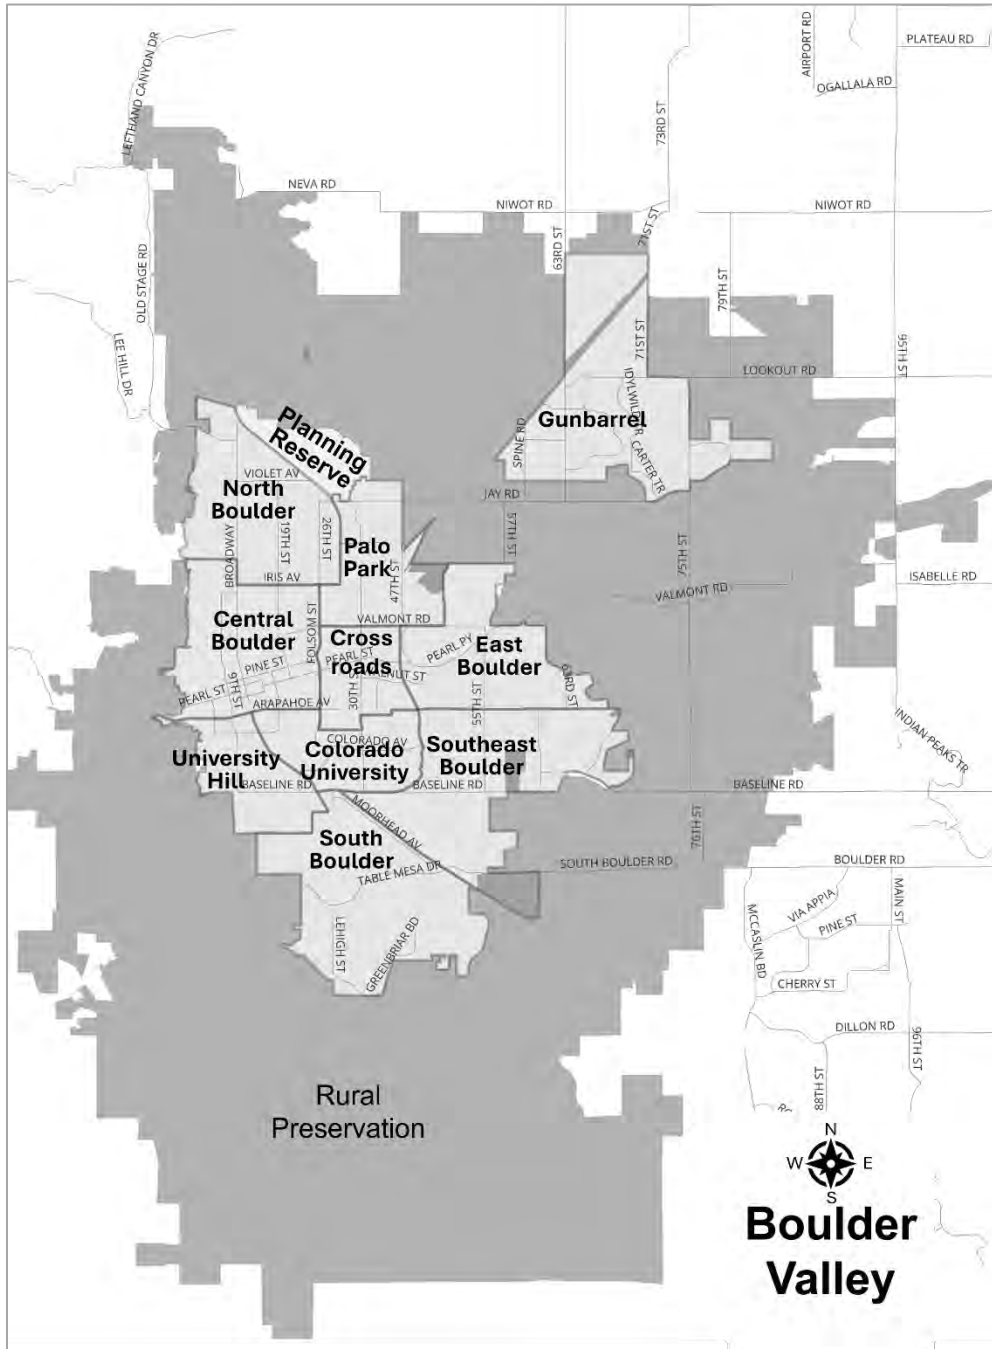 PLATEAU RD
AIRPORT RD
OGALLALA RD
LEFTHAND CANYON DR
73RD ST
NEVA RD
NIWOT RD
NIWOT RD
63RD ST
71ST ST
OLD STAGE RD
79TH ST
71ST ST
95TH ST
LEE HILL DR
LOOKOUT RD
Gunbarrel
SPINE RD
CARTER TR
Planning
Reserve
VIOLET AV
North
Boulder
JAY RD
BROADWAY
19TH ST
26TH ST
57TH ST
75TH ST
Palo
Park
47TH ST
IRIS AV
ISABELLE RD
VALMONT RD
Central
Boulder
FOLSOM ST
VALMONT RD
Cross
roads
PEARL ST
PEARL PY
East
Boulder
PINE ST
PEARL ST
9TH ST
30TH ST
63RD ST
ARAPAHOE AV
55TH ST
COLORADO AV
INDIAN PEAKS TR
University
Hill
Colorado
University
Southeast
Boulder
BASELINE RD
BASELINE RD
BASELINE RD
MOORHEAD AV
76TH ST
South
Boulder
TABLE MESA DR
SOUTH BOULDER RD
BOULDER RD
MAIN ST
VIA APPIA
PINE ST
MCCASLIN BD
LEHIGH ST
GREENBRIAR BD
CHERRY ST
DILLON RD
96TH ST
88TH ST
Rural
Preservation
N
W
E
S
Boulder
Valley